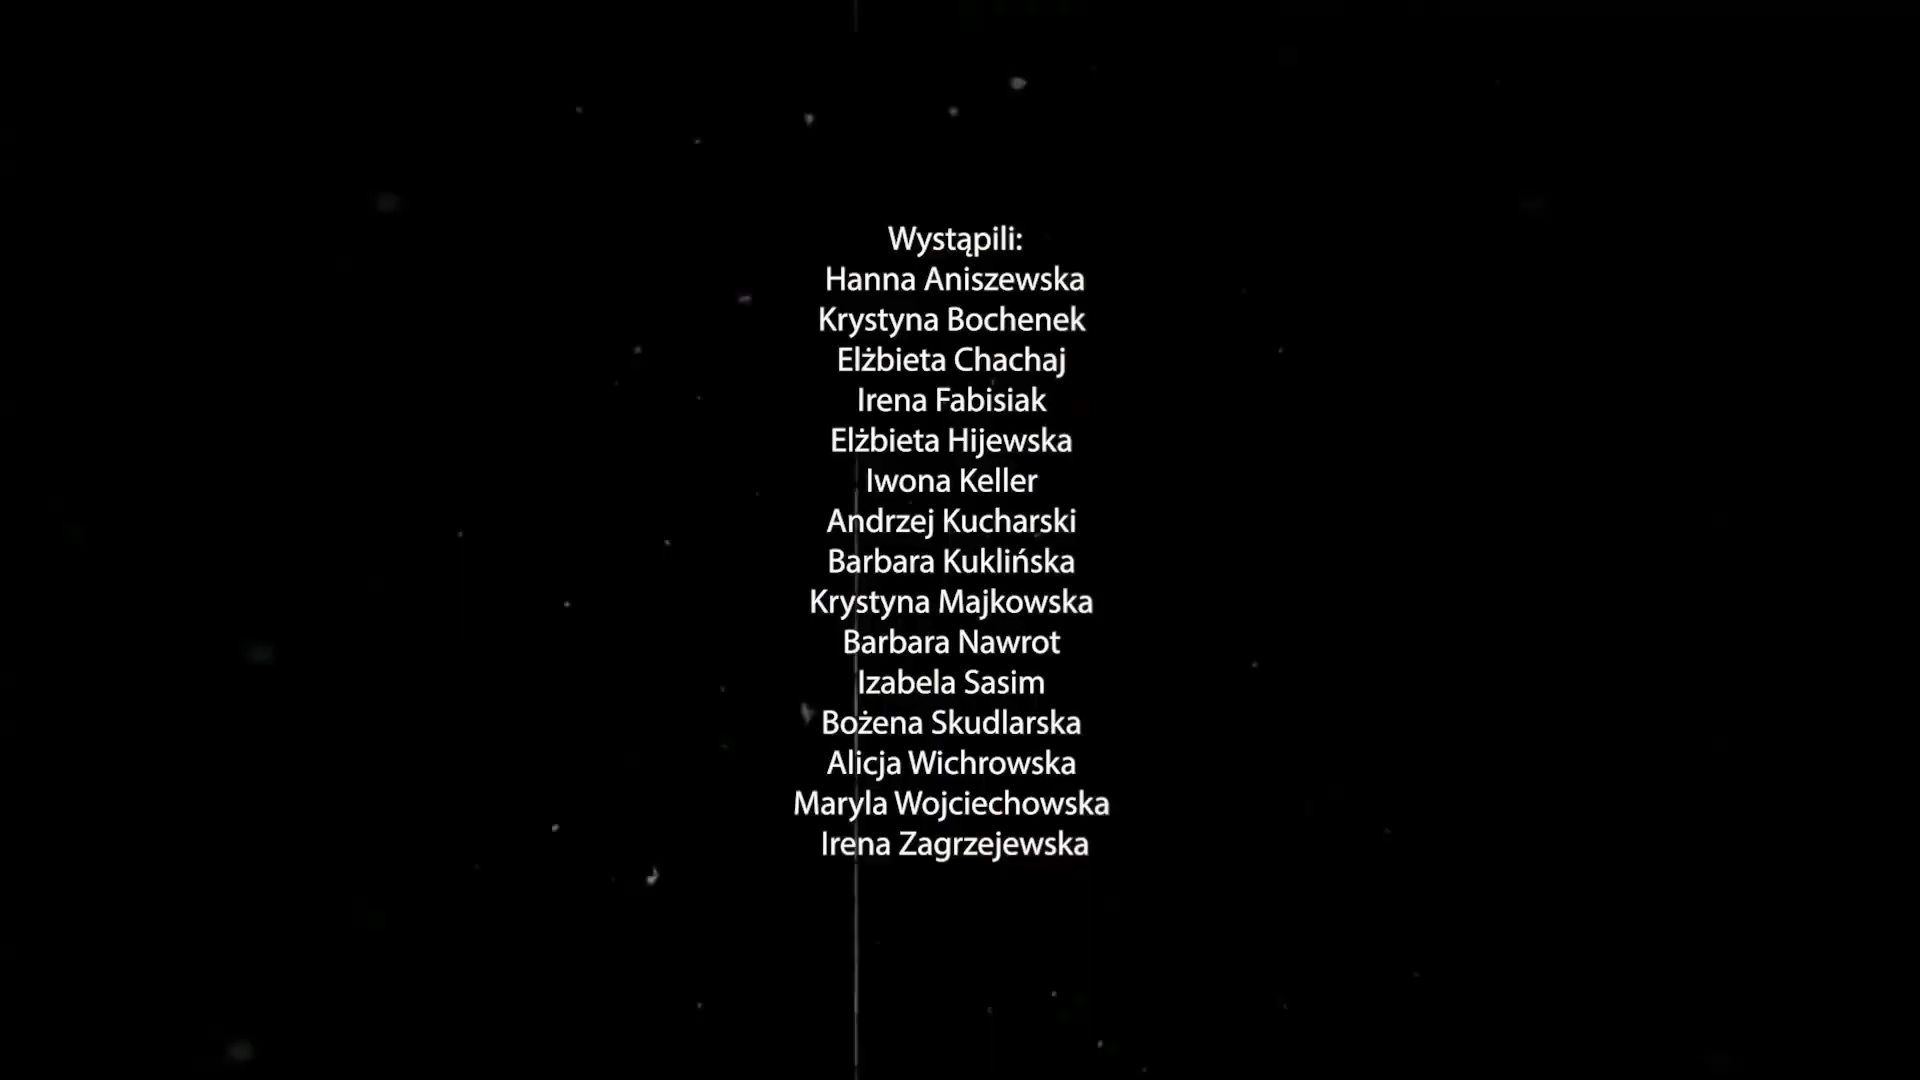 Wystąpili:
Hanna Aniszewska
Krystyna Bochenek
Elżbieta Chachaj
Irena Fabisiak
Elżbieta Hijewska
Iwona Keller
Andrzej Kucharski
Barbara Kuklińska
Krystyna Majkowska
Barbara Nawrot
Izabela Sasim
Bożena Skudlarska
Alicja Wichrowska
Maryla Wojciechowska
Irena Zagrzejewska